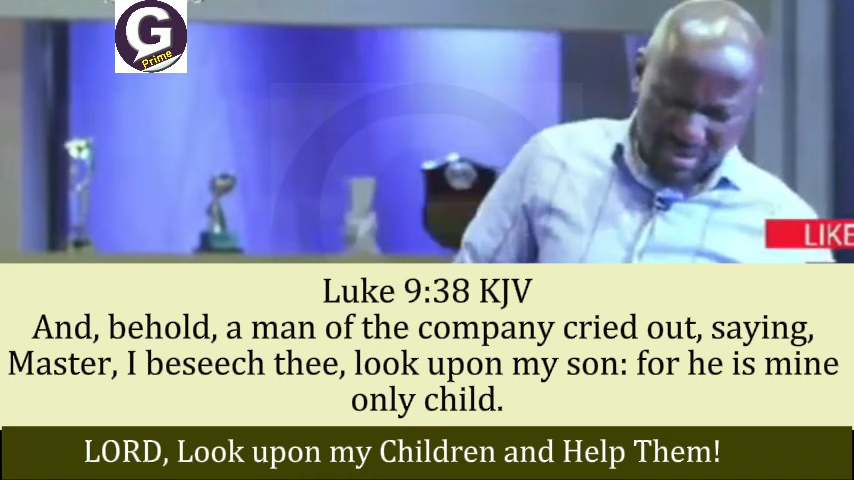 G
Prime
LIKE
Luke 9:38 KJV
And, behold, a man of the company cried out, saying,
Master, I beseech thee, look upon my son: for he is mine
only child.
LORD, Look upon my Children and Help Them!